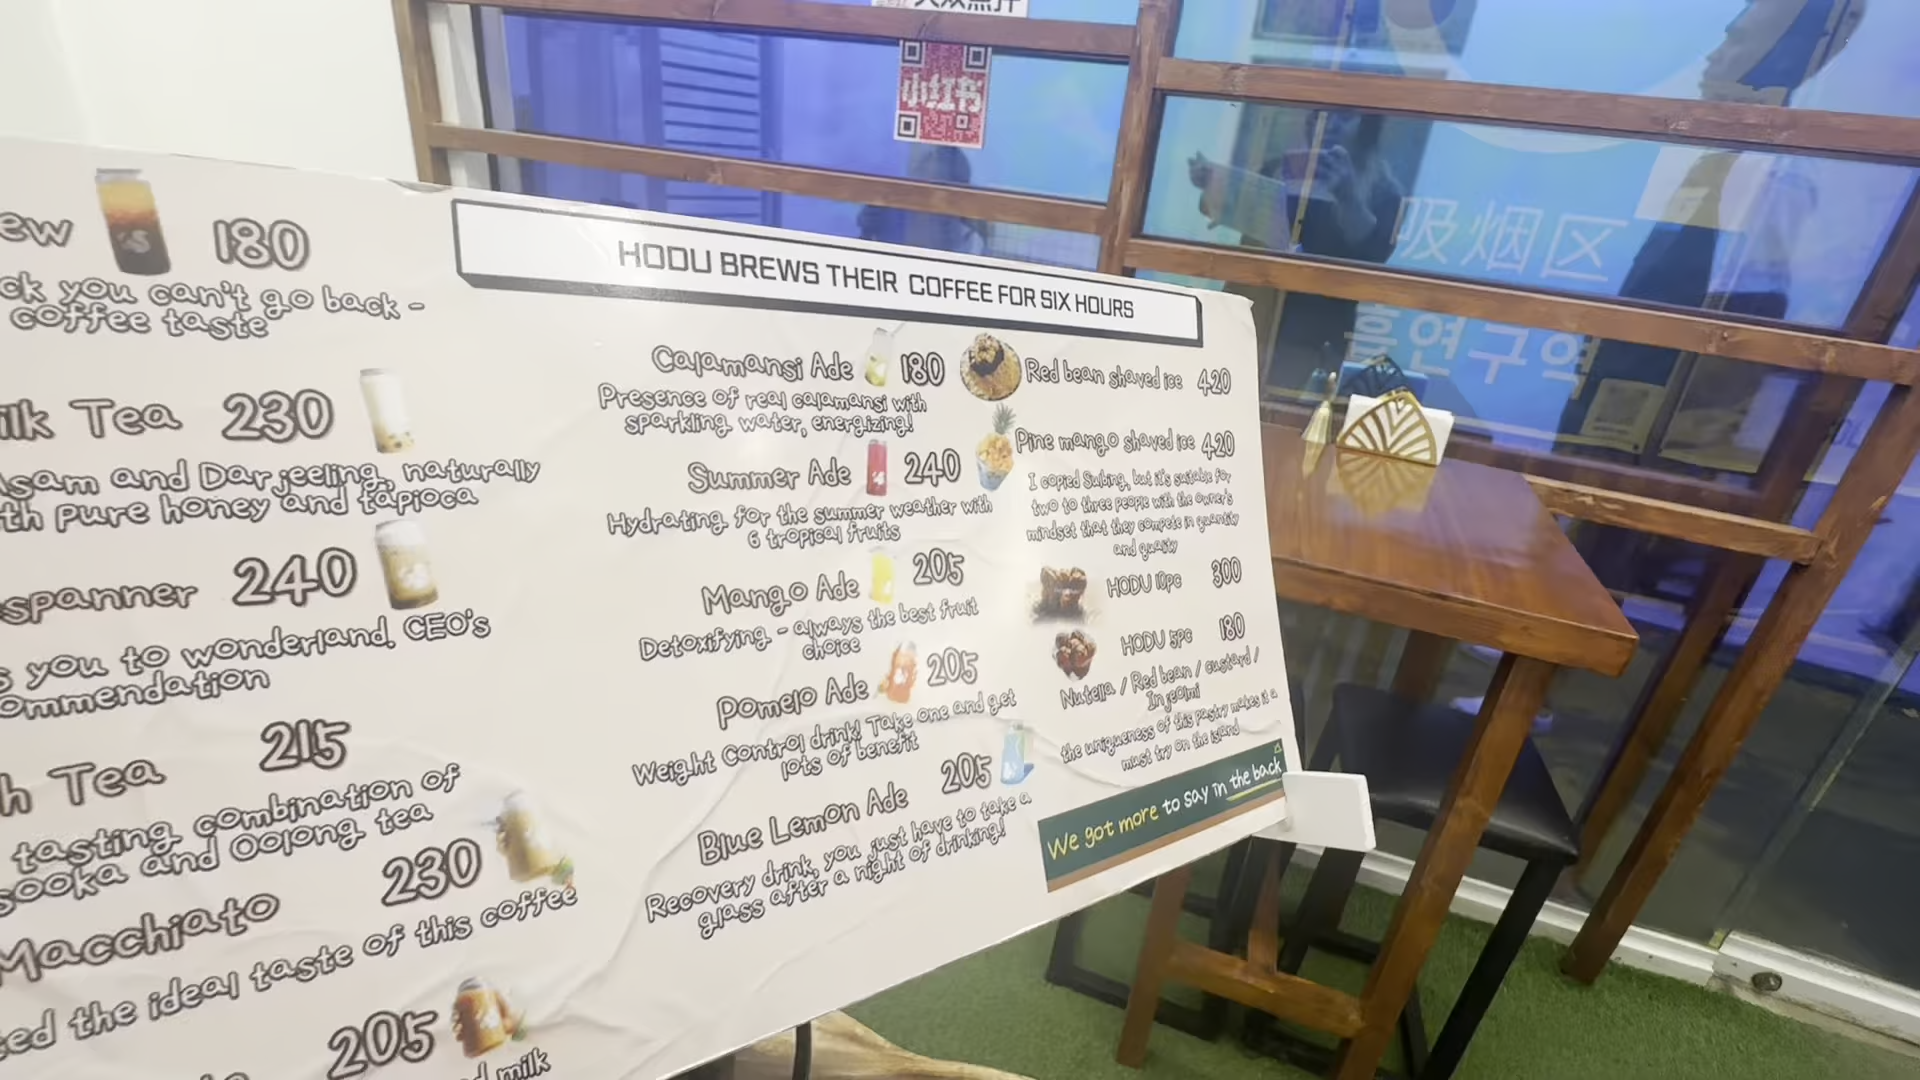 小红书
吸烟区
흡연구역
180
ck you can't go back -
coffee taste
Tea 230
and Darjeeling, naturally
pure honey and tapioca
240
you to wonderland. CEO's
Tea 215
tasting combination of
and Oolong tea
Macchiato 230
the ideal taste of this coffee
205
milk
HODU BREWS THEIR COFFEE FOR SIX HOURS
Calamansi Ade 180
Presence of real calamansi with
sparkling water, energizing!
Summer Ade 240
Hydrating for the summer weather with
6 tropical fruits
Mango Ade 205
Detoxifying - always the best fruit
choice
Pomelo Ade 205
Weight Control drink! Take one and get
lots of benefit
Blue Lemon Ade 205
Recovery drink, you just have to take a
glass after a night of drinking!
Red bean shaved ice 420
Pine mango shaved ice 420
I copied Sulbing, but it's suitable for
two to three people with the owner's
mindset that they compete in quantity
and quality
HODU 10pc 300
HODU 5pc 180
Nutella / Red bean / custard /
Injeolmi
the uniqueness of this pastry makes it a
must try on the island
We got more to say in the back